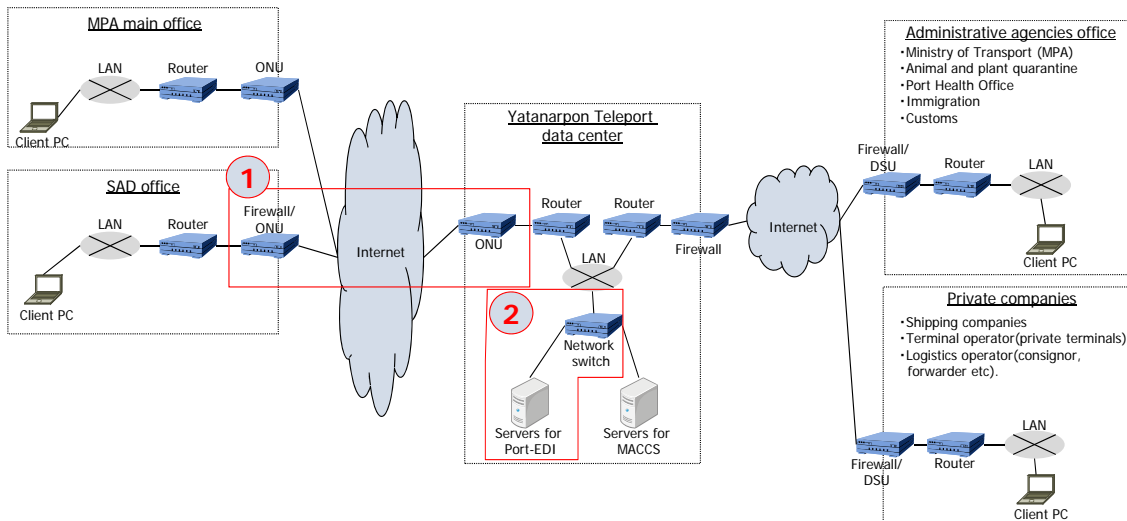 MPA main office
LAN
Router
ONU
Client PC
SAD office
1
LAN
Router
Firewall/
ONU
Client PC
Internet
Yatanarpon Teleport
data center
ONU
Router
Router
Firewall
LAN
2
Network
switch
Servers for
Port-EDI
Servers for
MACCS
Internet
Administrative agencies office
・Ministry of Transport (MPA)
・Animal and plant quarantine
・Port Health Office
・Immigration
・Customs
Firewall/
DSU
Router
LAN
Client PC
Private companies
・Shipping companies
・Terminal operator(private terminals)
・Logistics operator(consignor,
forwarder etc).
Firewall/
DSU
Router
LAN
Client PC